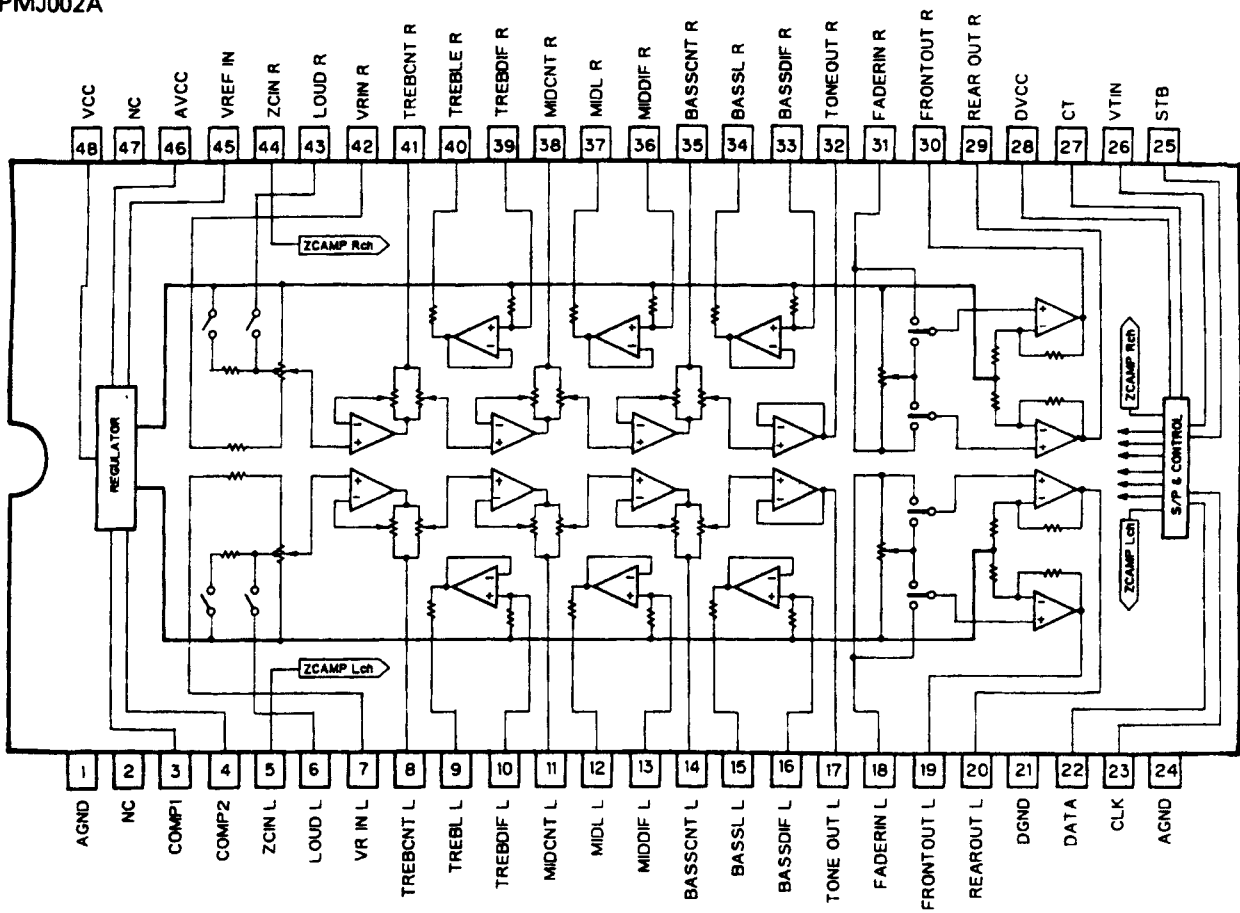 PMJ002A
VCC
NC
AVCC
VREF IN
ZCIN R
LOUD R
VRIN R
TREBCNT R
TREBLE R
TREBDIF R
MIDCNT R
MIDL R
MIDDIF R
BASSCNT R
BASSL R
BASSDIF R
TONEOUT R
FADERIN R
FRONTOUT R
REAR OUT R
DVCC
CT
VTIN
STB
48 47 46 45 44 43 42 41 40 39 38 37 36 35 34 33 32 31 30 29 28 27 26 25
ZCAMP Rch
REGULATOR
ZCAMP Rch
S/P & CONTROL
ZCAMP Lch
ZCAMP Lch
1 2 3 4 5 6 7 8 9 10 11 12 13 14 15 16 17 18 19 20 21 22 23 24
AGND
NC
COMP1
COMP2
ZCIN L
LOUD L
VR IN L
TREBCNT L
TREBL L
TREBDIF L
MIDCNT L
MIDL L
MIDDIF L
BASSCNT L
BASSL L
BASSDIF L
TONE OUT L
FADERIN L
FRONTOUT L
REAROUT L
DGND
DATA
CLK
AGND